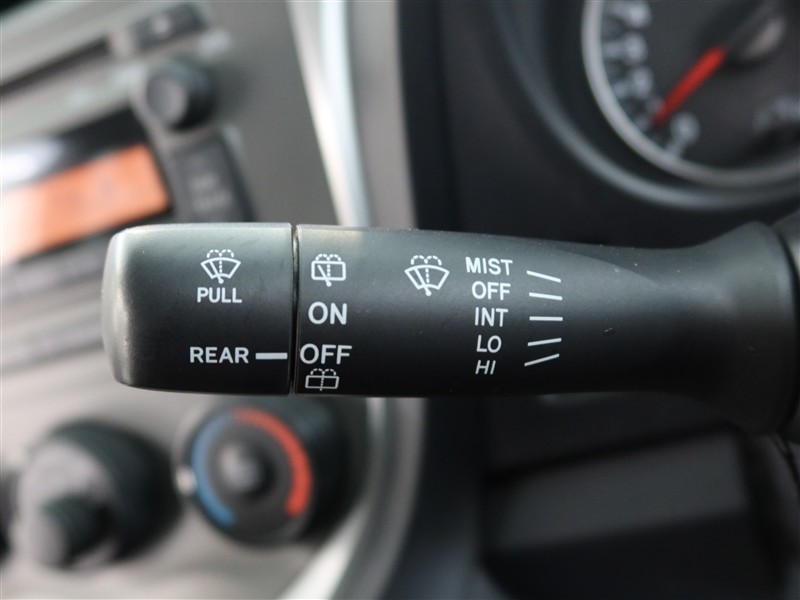 PULL
REAR
ON
OFF
MIST
OFF
INT
LO
HI